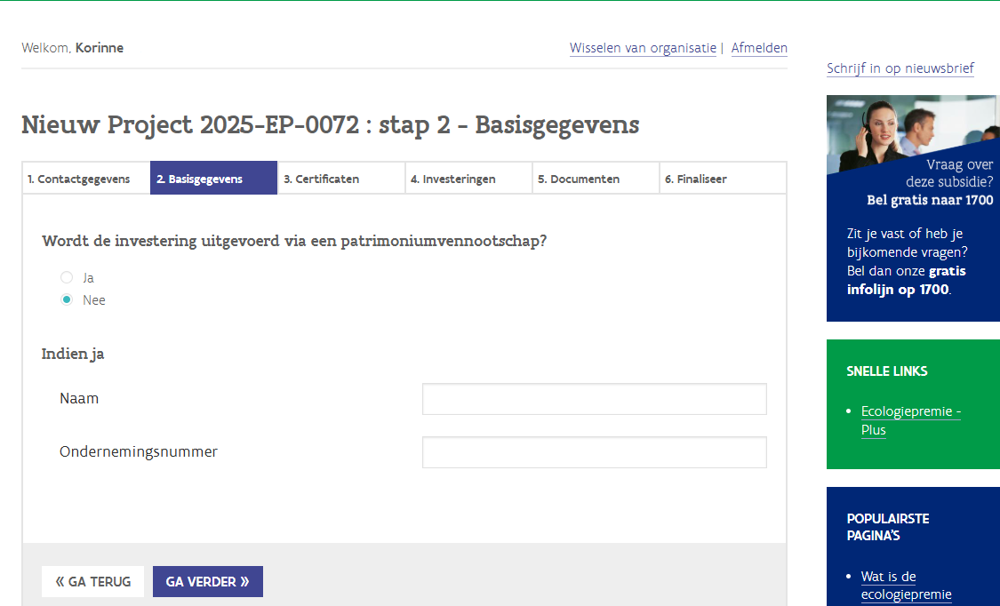 Welkom, Korinne
Wisselen van organisatie | Afmelden
Nieuw Project 2025-EP-0072 : stap 2 - Basisgegevens
1. Contactgegevens
2. Basisgegevens
3. Certificaten
4. Investeringen
5. Documenten
6. Finaliseer
Wordt de investering uitgevoerd via een patrimoniumvennootschap?
Ja
Nee
Indien ja
Naam
Ondernemingsnummer
« GA TERUG
GA VERDER »
Schrijf in op nieuwsbrief
Vraag over
deze subsidie?
Bel gratis naar 1700
Zit je vast of heb je
bijkomende vragen?
Bel dan onze gratis
infolijn op 1700.
SNELLE LINKS
• Ecologiepremie -
Plus
POPULAIRSTE
PAGINA'S
• Wat is de
ecologiepremie